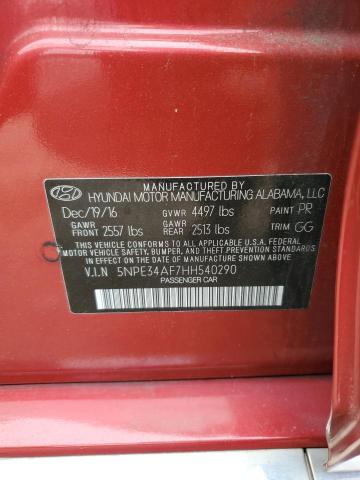 MANUFACTURED BY
HYUNDAI MOTOR MANUFACTURING ALABAMA, LLC
Dec/19/16 GVWR 4497 lbs PAINT PR
GAWR FRONT 2557 lbs GAWR REAR 2513 lbs TRIM GG
THIS VEHICLE CONFORMS TO ALL APPLICABLE U.S.A. FEDERAL
MOTOR VEHICLE SAFETY, BUMPER, AND THEFT PREVENTION
STANDARDS IN EFFECT ON THE DATE OF MANUFACTURE SHOWN ABOVE.
V.I.N 5NPE34AF7HH540290
PASSENGER CAR